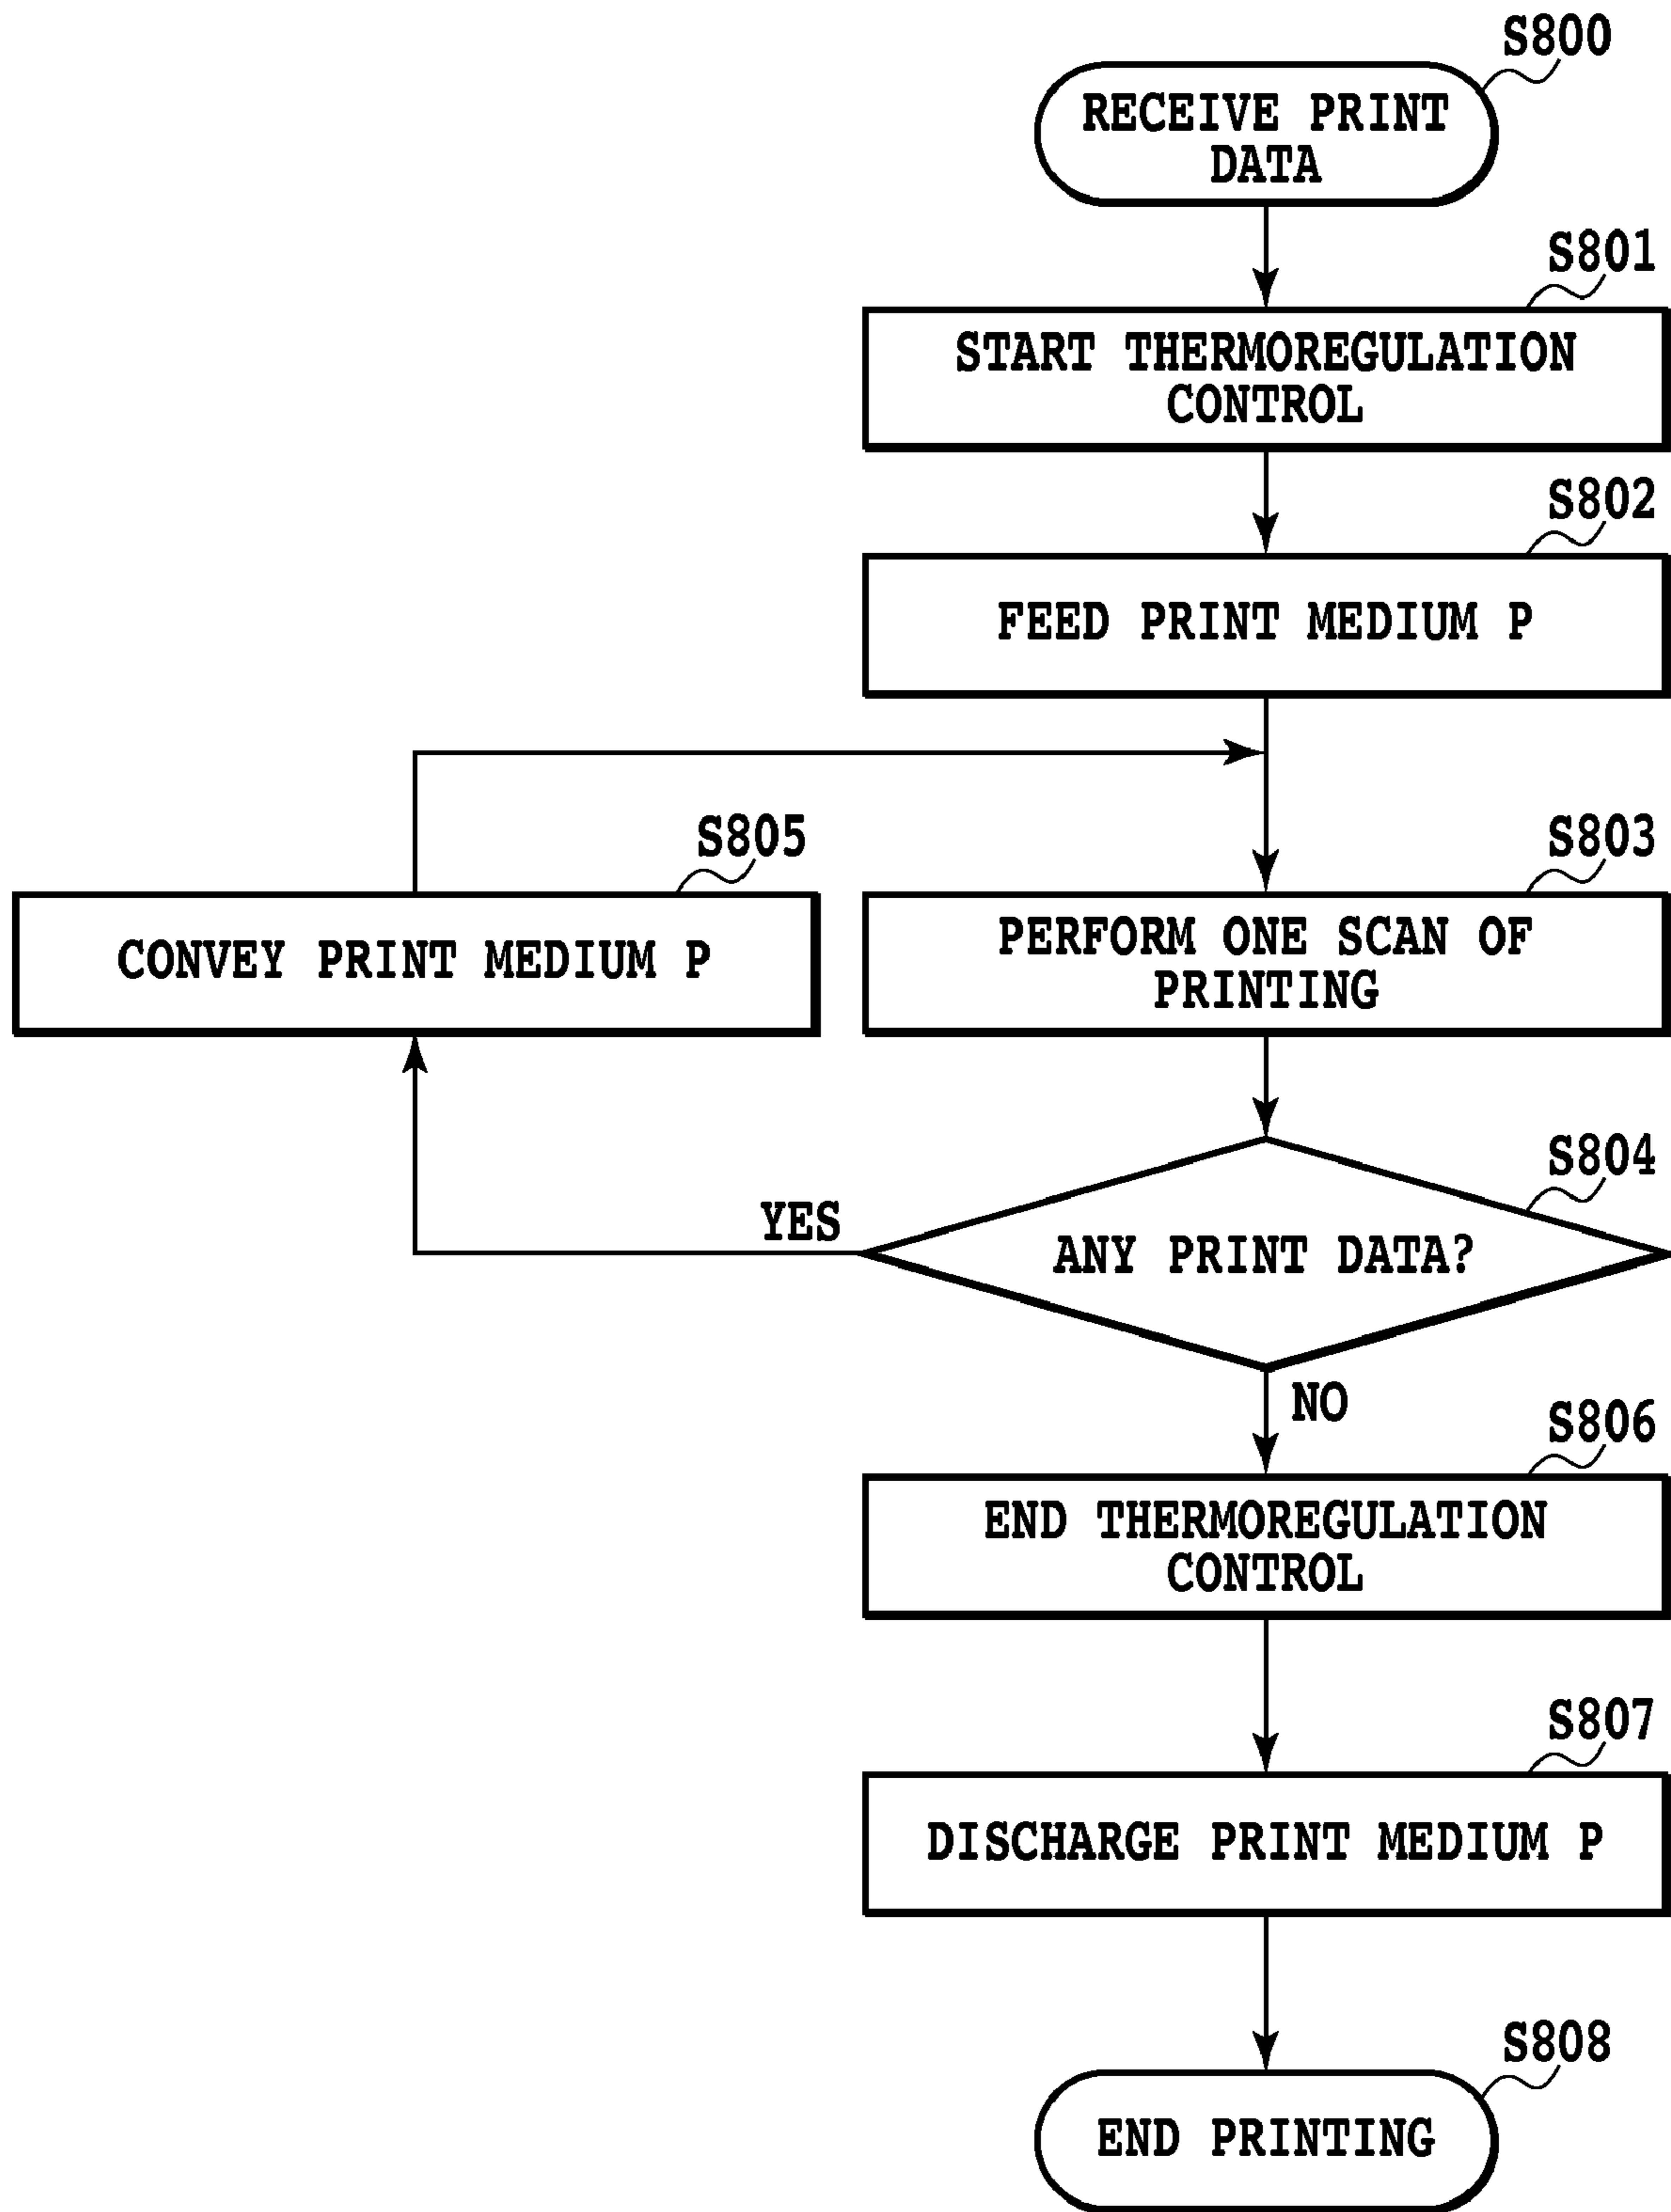 S800
RECEIVE PRINT
DATA
S801
START THERMOREGULATION
CONTROL
S802
FEED PRINT MEDIUM P
S805
CONVEY PRINT MEDIUM P
S803
PERFORM ONE SCAN OF
PRINTING
S804
YES
ANY PRINT DATA?
NO
S806
END THERMOREGULATION
CONTROL
S807
DISCHARGE PRINT MEDIUM P
S808
END PRINTING